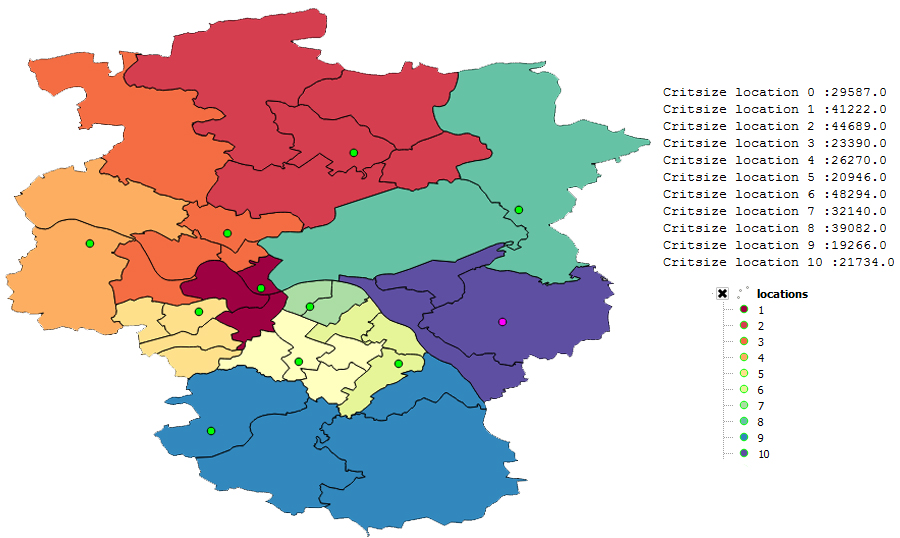 Critsize location 0 :29587.0
Critsize location 1 :41222.0
Critsize location 2 :44689.0
Critsize location 3 :23390.0
Critsize location 4 :26270.0
Critsize location 5 :20946.0
Critsize location 6 :48294.0
Critsize location 7 :32140.0
Critsize location 8 :39082.0
Critsize location 9 :19266.0
Critsize location 10 :21734.0
locations
1
2
3
4
5
6
7
8
9
10